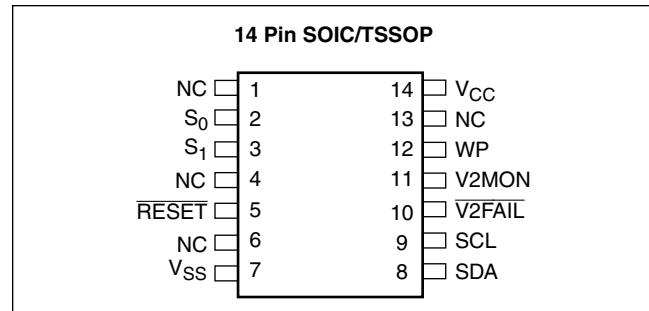 14 Pin SOIC/TSSOP
NC 1 14 VCC
S0 2 13 NC
S1 3 12 WP
NC 4 11 V2MON
RESET 5 10 V2FAIL
NC 6 9 SCL
VSS 7 8 SDA